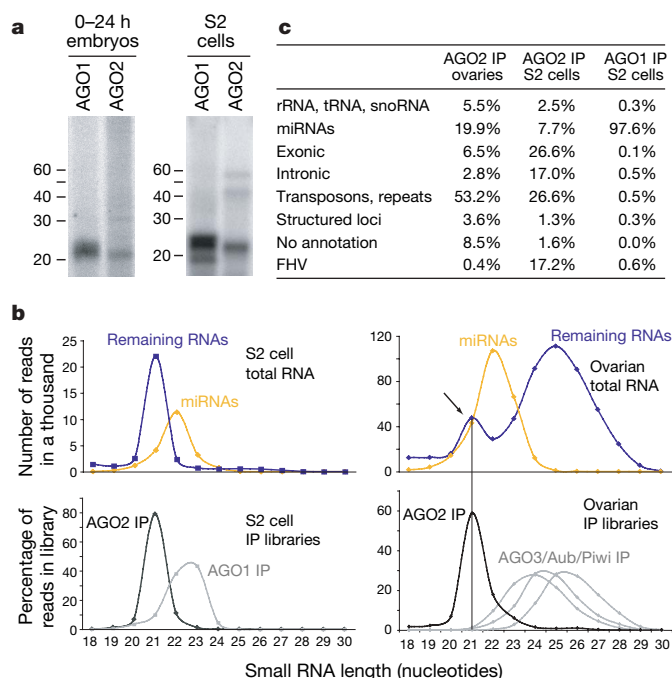 a
0–24 h
embryos
S2
cells
AGO1
AGO2
AGO1
AGO2
60
40
30
20
60
40
30
20
c
AGO2 IP ovaries AGO2 IP S2 cells AGO1 IP S2 cells
rRNA, tRNA, snoRNA 5.5% 2.5% 0.3%
miRNAs 19.9% 7.7% 97.6%
Exonic 6.5% 26.6% 0.1%
Intronic 2.8% 17.0% 0.5%
Transposons, repeats 53.2% 26.6% 0.5%
Structured loci 3.6% 1.3% 0.3%
No annotation 8.5% 1.6% 0.0%
FHV 0.4% 17.2% 0.6%
b
Number of reads
in a thousand
25
20
15
10
5
0
Remaining RNAs
S2 cell
total RNA
miRNAs
120
80
40
0
miRNAs
Remaining RNAs
Ovarian
total RNA
Percentage of
reads in library
80
60
40
20
0
AGO2 IP
S2 cell
IP libraries
AGO1 IP
18 19 20 21 22 23 24 25 26 27 28 29 30
60
40
20
0
AGO2 IP
Ovarian
IP libraries
AGO3/Aub/Piwi IP
18 19 20 21 22 23 24 25 26 27 28 29 30
Small RNA length (nucleotides)